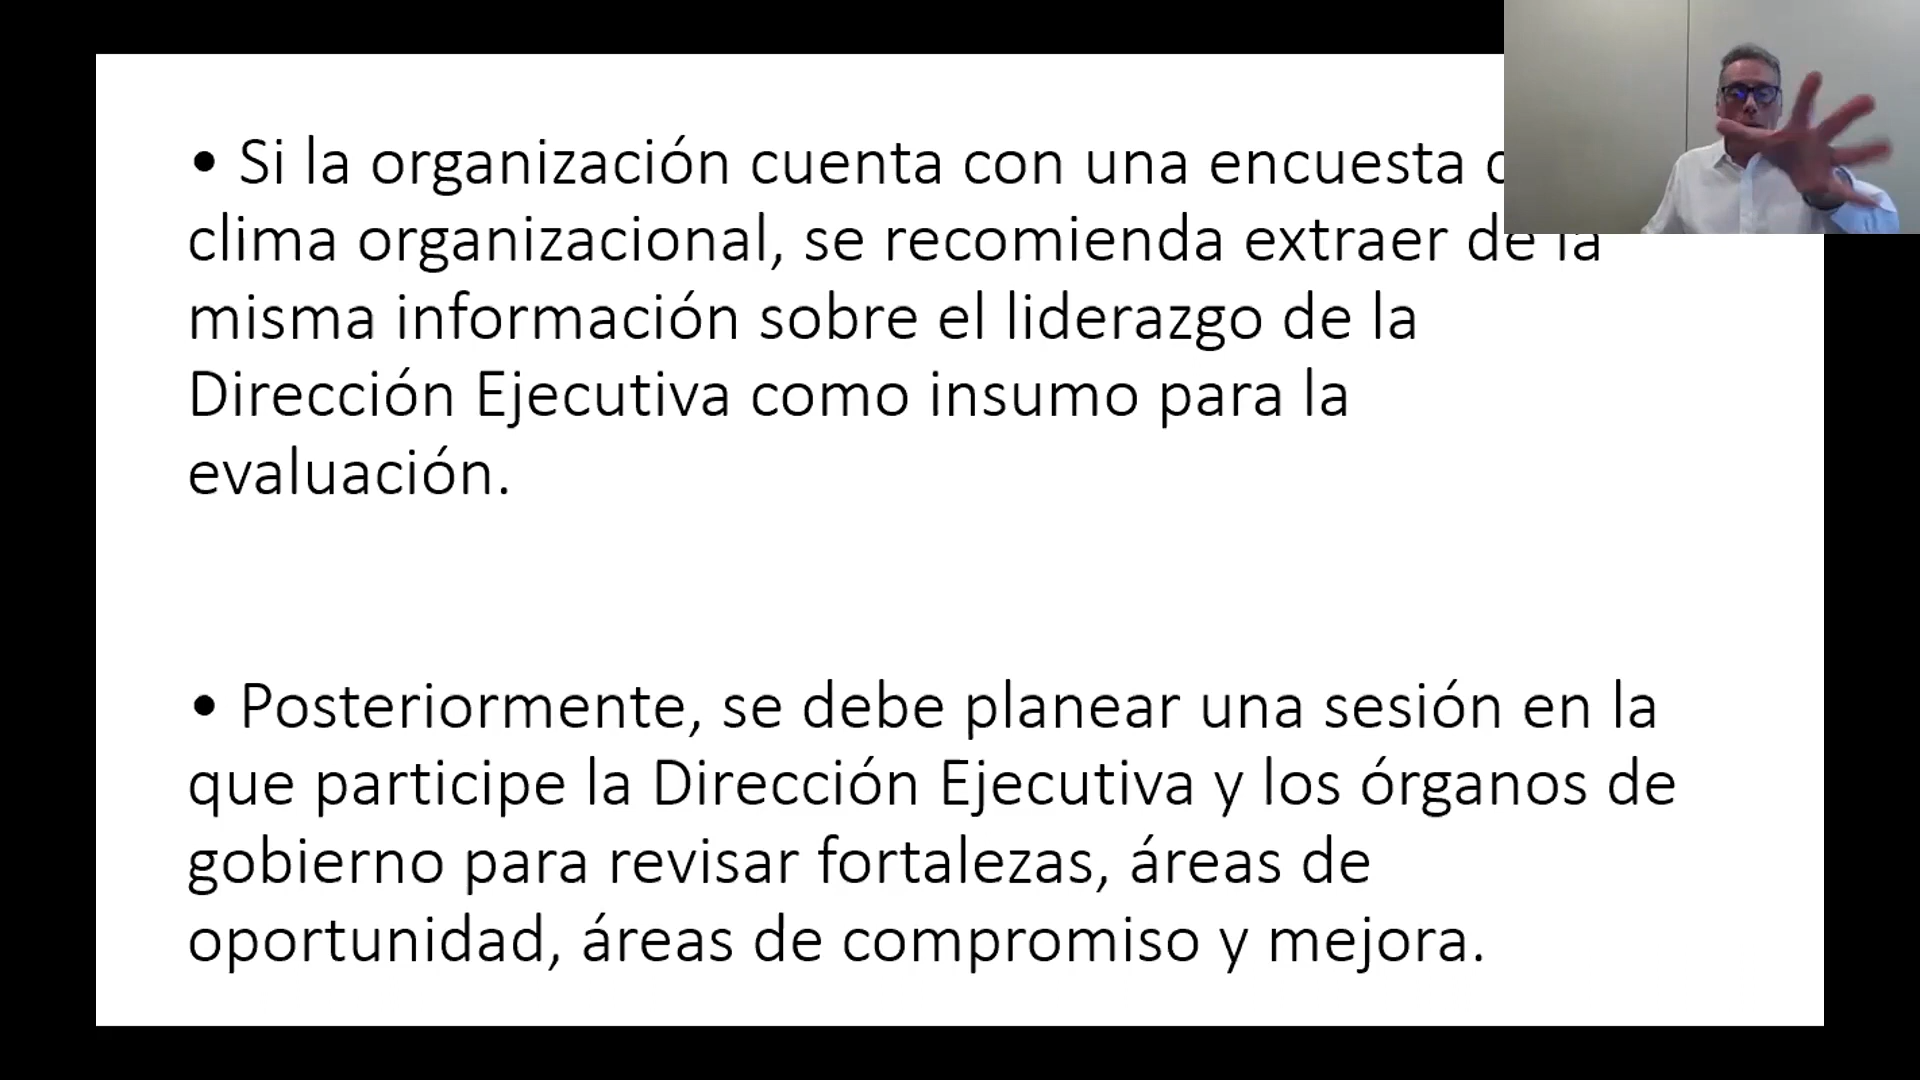 • Si la organización cuenta con una encuesta
clima organizacional, se recomienda extraer de la
misma información sobre el liderazgo de la
Dirección Ejecutiva como insumo para la
evaluación.
• Posteriormente, se debe planear una sesión en la
que participe la Dirección Ejecutiva y los órganos de
gobierno para revisar fortalezas, áreas de
oportunidad, áreas de compromiso y mejora.